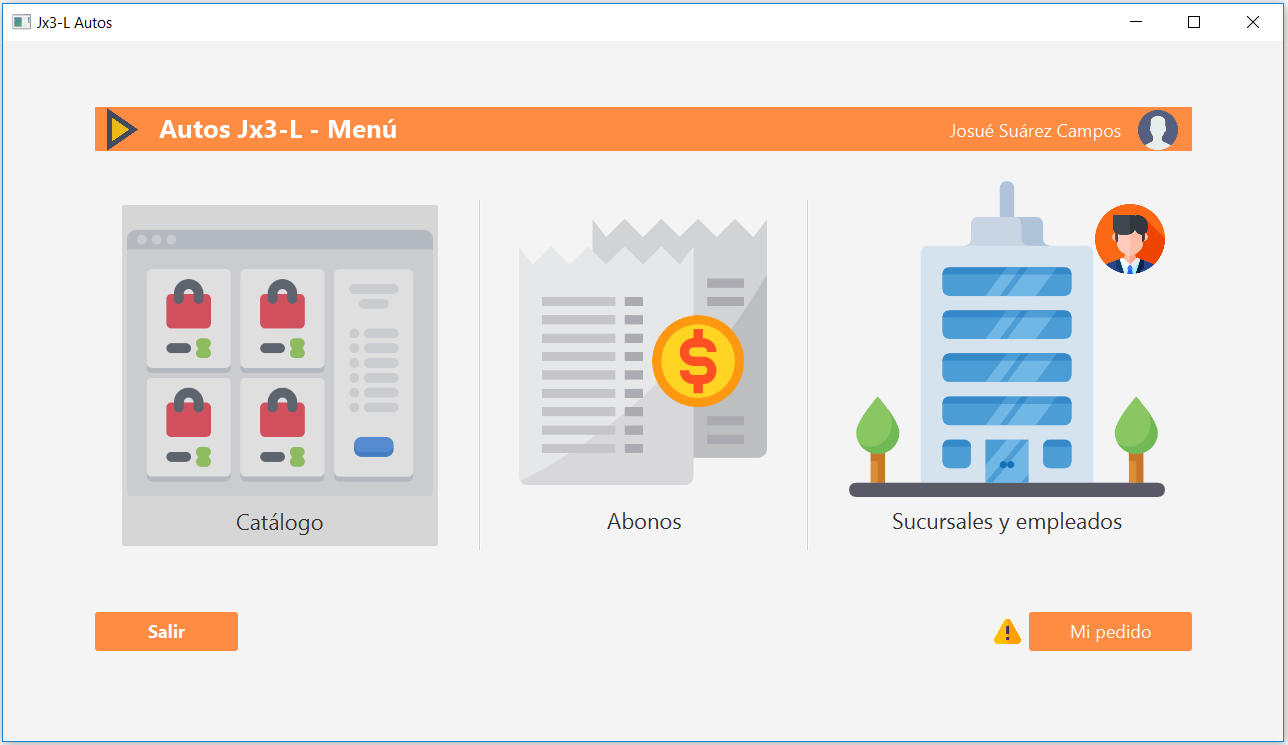 Jx3-L Autos
Autos Jx3-L - Menú
Josué Suárez Campos
$
Catálogo
Abonos
Sucursales y empleados
Salir
Mi pedido